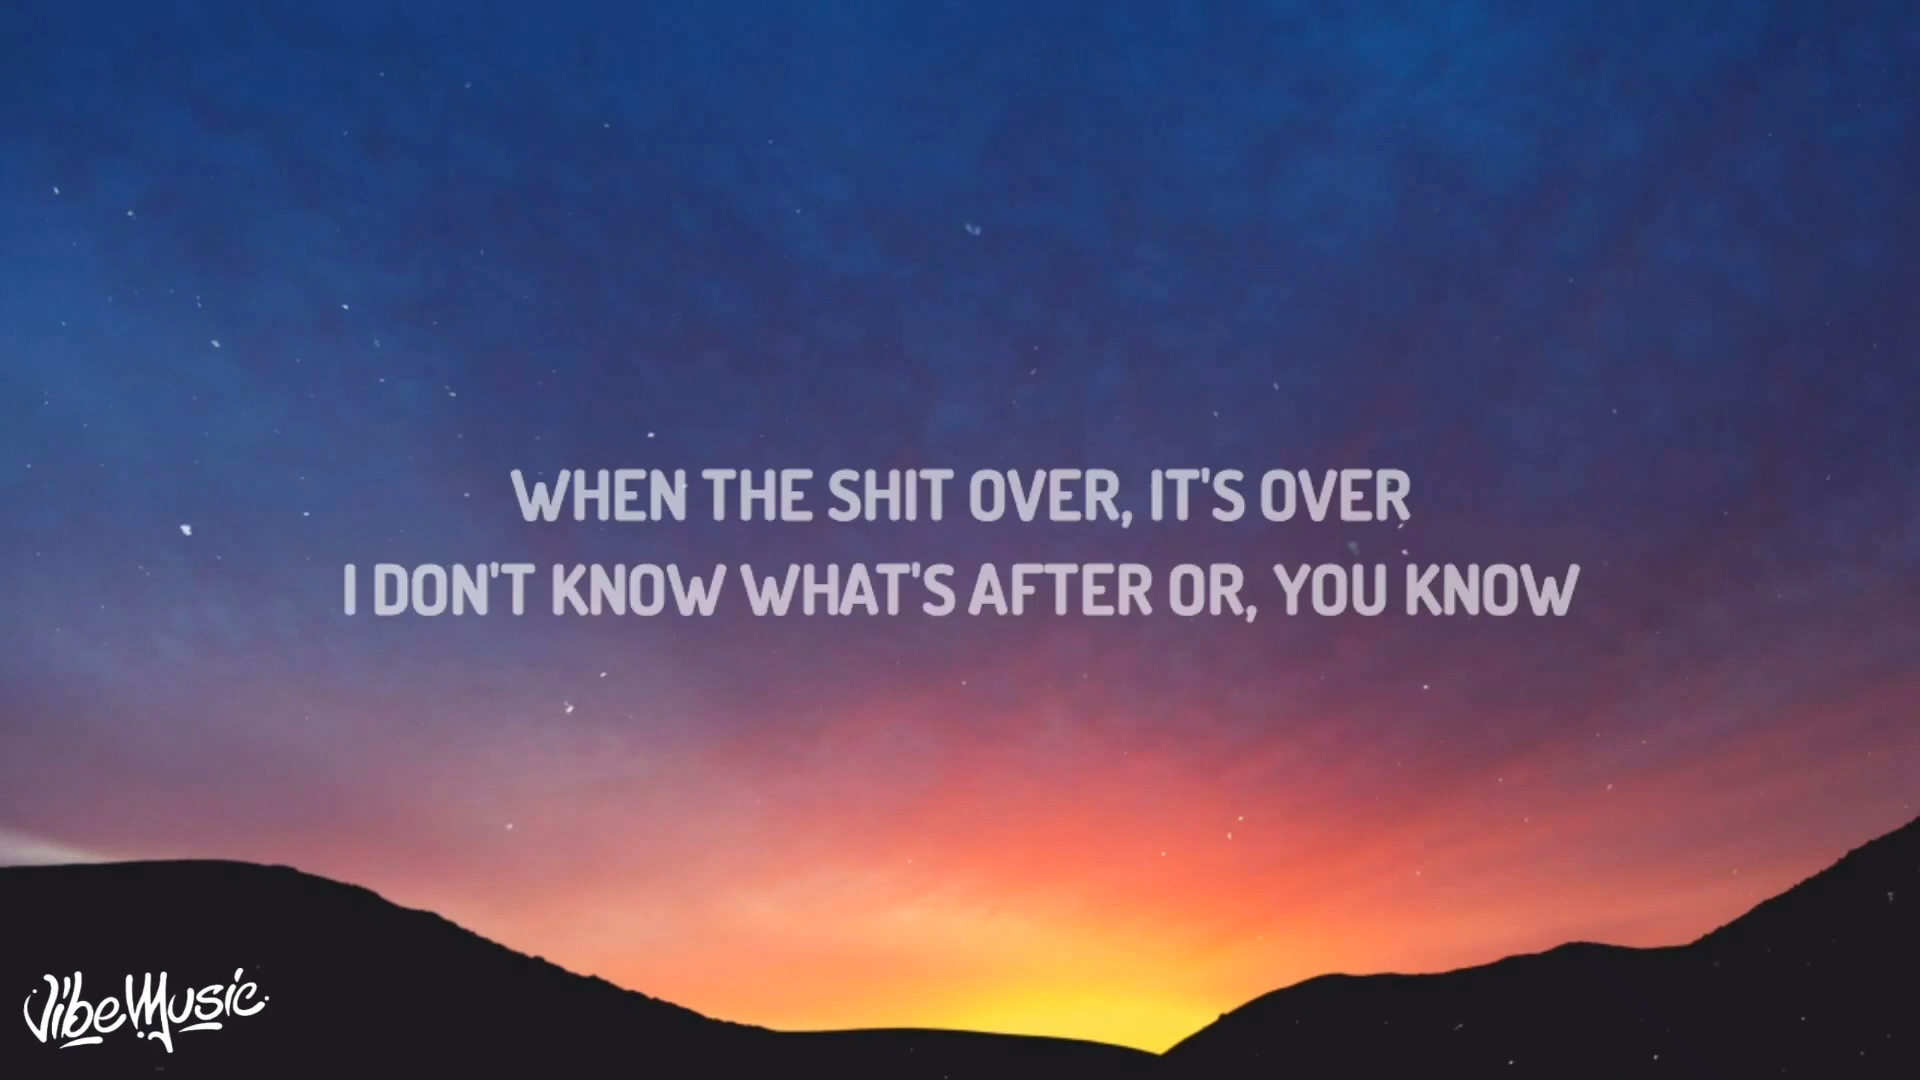 WHEN THE SHIT OVER, IT'S OVER
I DON'T KNOW WHAT'S AFTER OR, YOU KNOW
VibeMusic